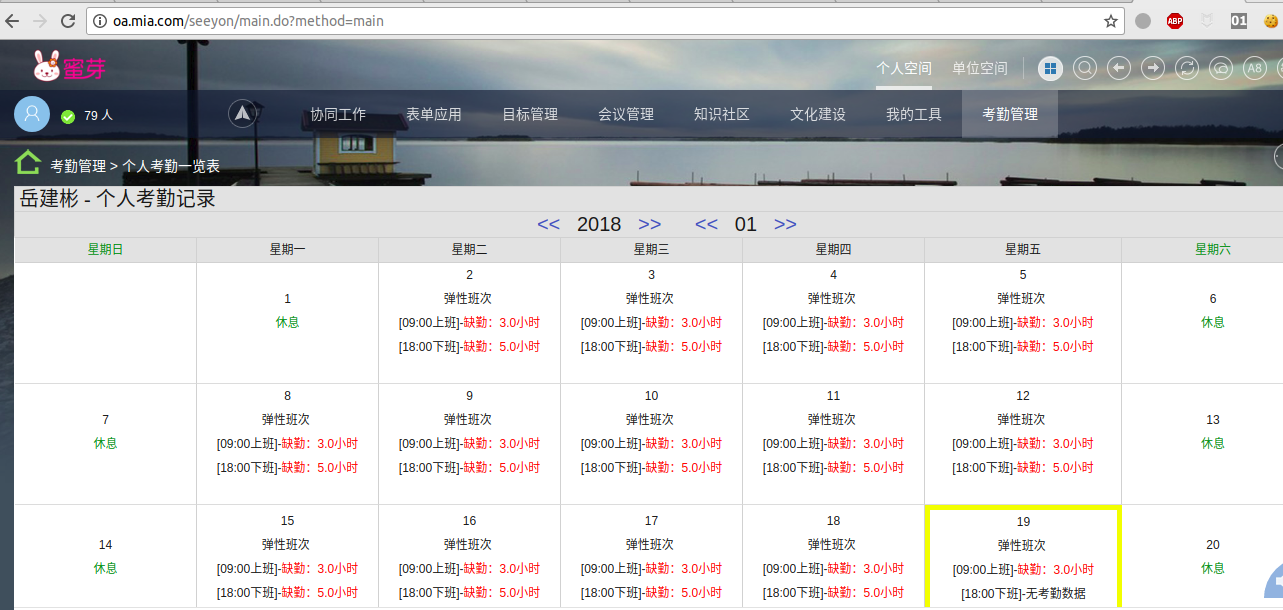 oa.mia.com/seeyon/main.do?method=main
ABP
01
蜜芽
个人空间 单位空间
A8
79 人
协同工作 表单应用 目标管理 会议管理 知识社区 文化建设 我的工具 考勤管理
考勤管理 > 个人考勤一览表
岳建彬 - 个人考勤记录
<< 2018 >> << 01 >>
星期日 星期一 星期二 星期三 星期四 星期五 星期六
1
休息
2
弹性班次
[09:00上班]-缺勤：3.0小时
[18:00下班]-缺勤：5.0小时
3
弹性班次
[09:00上班]-缺勤：3.0小时
[18:00下班]-缺勤：5.0小时
4
弹性班次
[09:00上班]-缺勤：3.0小时
[18:00下班]-缺勤：5.0小时
5
弹性班次
[09:00上班]-缺勤：3.0小时
[18:00下班]-缺勤：5.0小时
6
休息
7
休息
8
弹性班次
[09:00上班]-缺勤：3.0小时
[18:00下班]-缺勤：5.0小时
9
弹性班次
[09:00上班]-缺勤：3.0小时
[18:00下班]-缺勤：5.0小时
10
弹性班次
[09:00上班]-缺勤：3.0小时
[18:00下班]-缺勤：5.0小时
11
弹性班次
[09:00上班]-缺勤：3.0小时
[18:00下班]-缺勤：5.0小时
12
弹性班次
[09:00上班]-缺勤：3.0小时
[18:00下班]-缺勤：5.0小时
13
休息
14
休息
15
弹性班次
[09:00上班]-缺勤：3.0小时
[18:00下班]-缺勤：5.0小时
16
弹性班次
[09:00上班]-缺勤：3.0小时
[18:00下班]-缺勤：5.0小时
17
弹性班次
[09:00上班]-缺勤：3.0小时
[18:00下班]-缺勤：5.0小时
18
弹性班次
[09:00上班]-缺勤：3.0小时
[18:00下班]-缺勤：5.0小时
19
弹性班次
[09:00上班]-缺勤：3.0小时
[18:00下班]-无考勤数据
20
休息